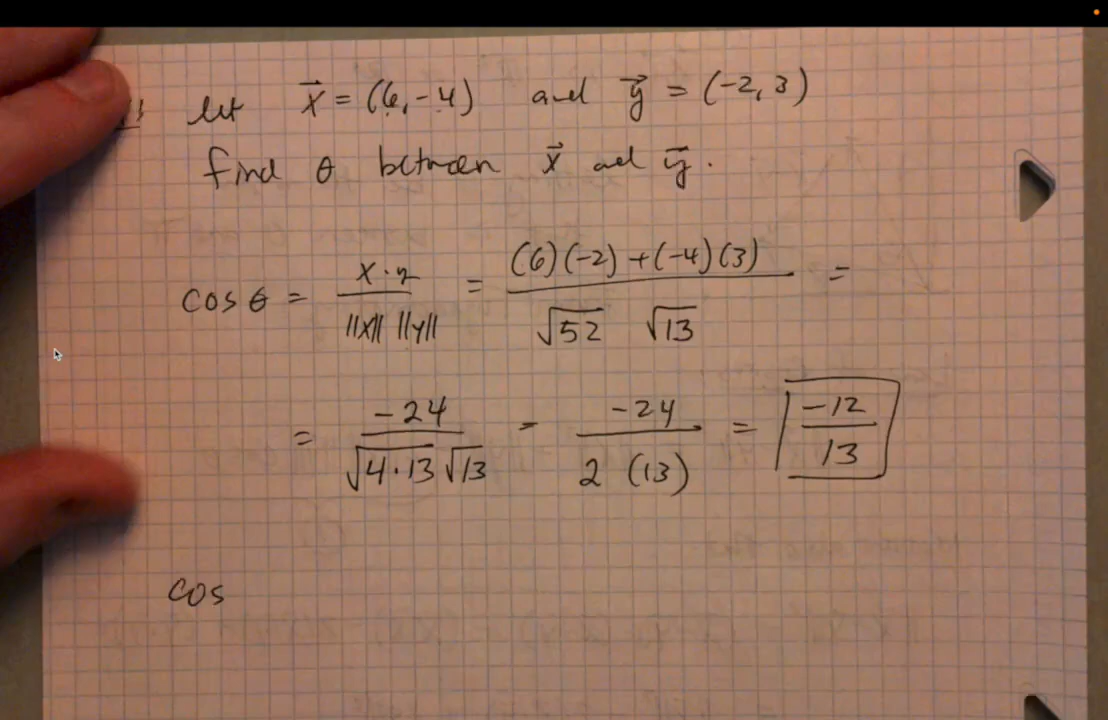 let x⃗ = (6, -4) and y⃗ = (-2, 3)
find θ between x⃗ ad y⃗.
cos θ = x·y / ||x|| ||y|| = (6)(-2) + (-4)(3) / √52 √13 =
= -24 / √4·13 √13 - -24 / 2 (13) = -12 / 13
cos